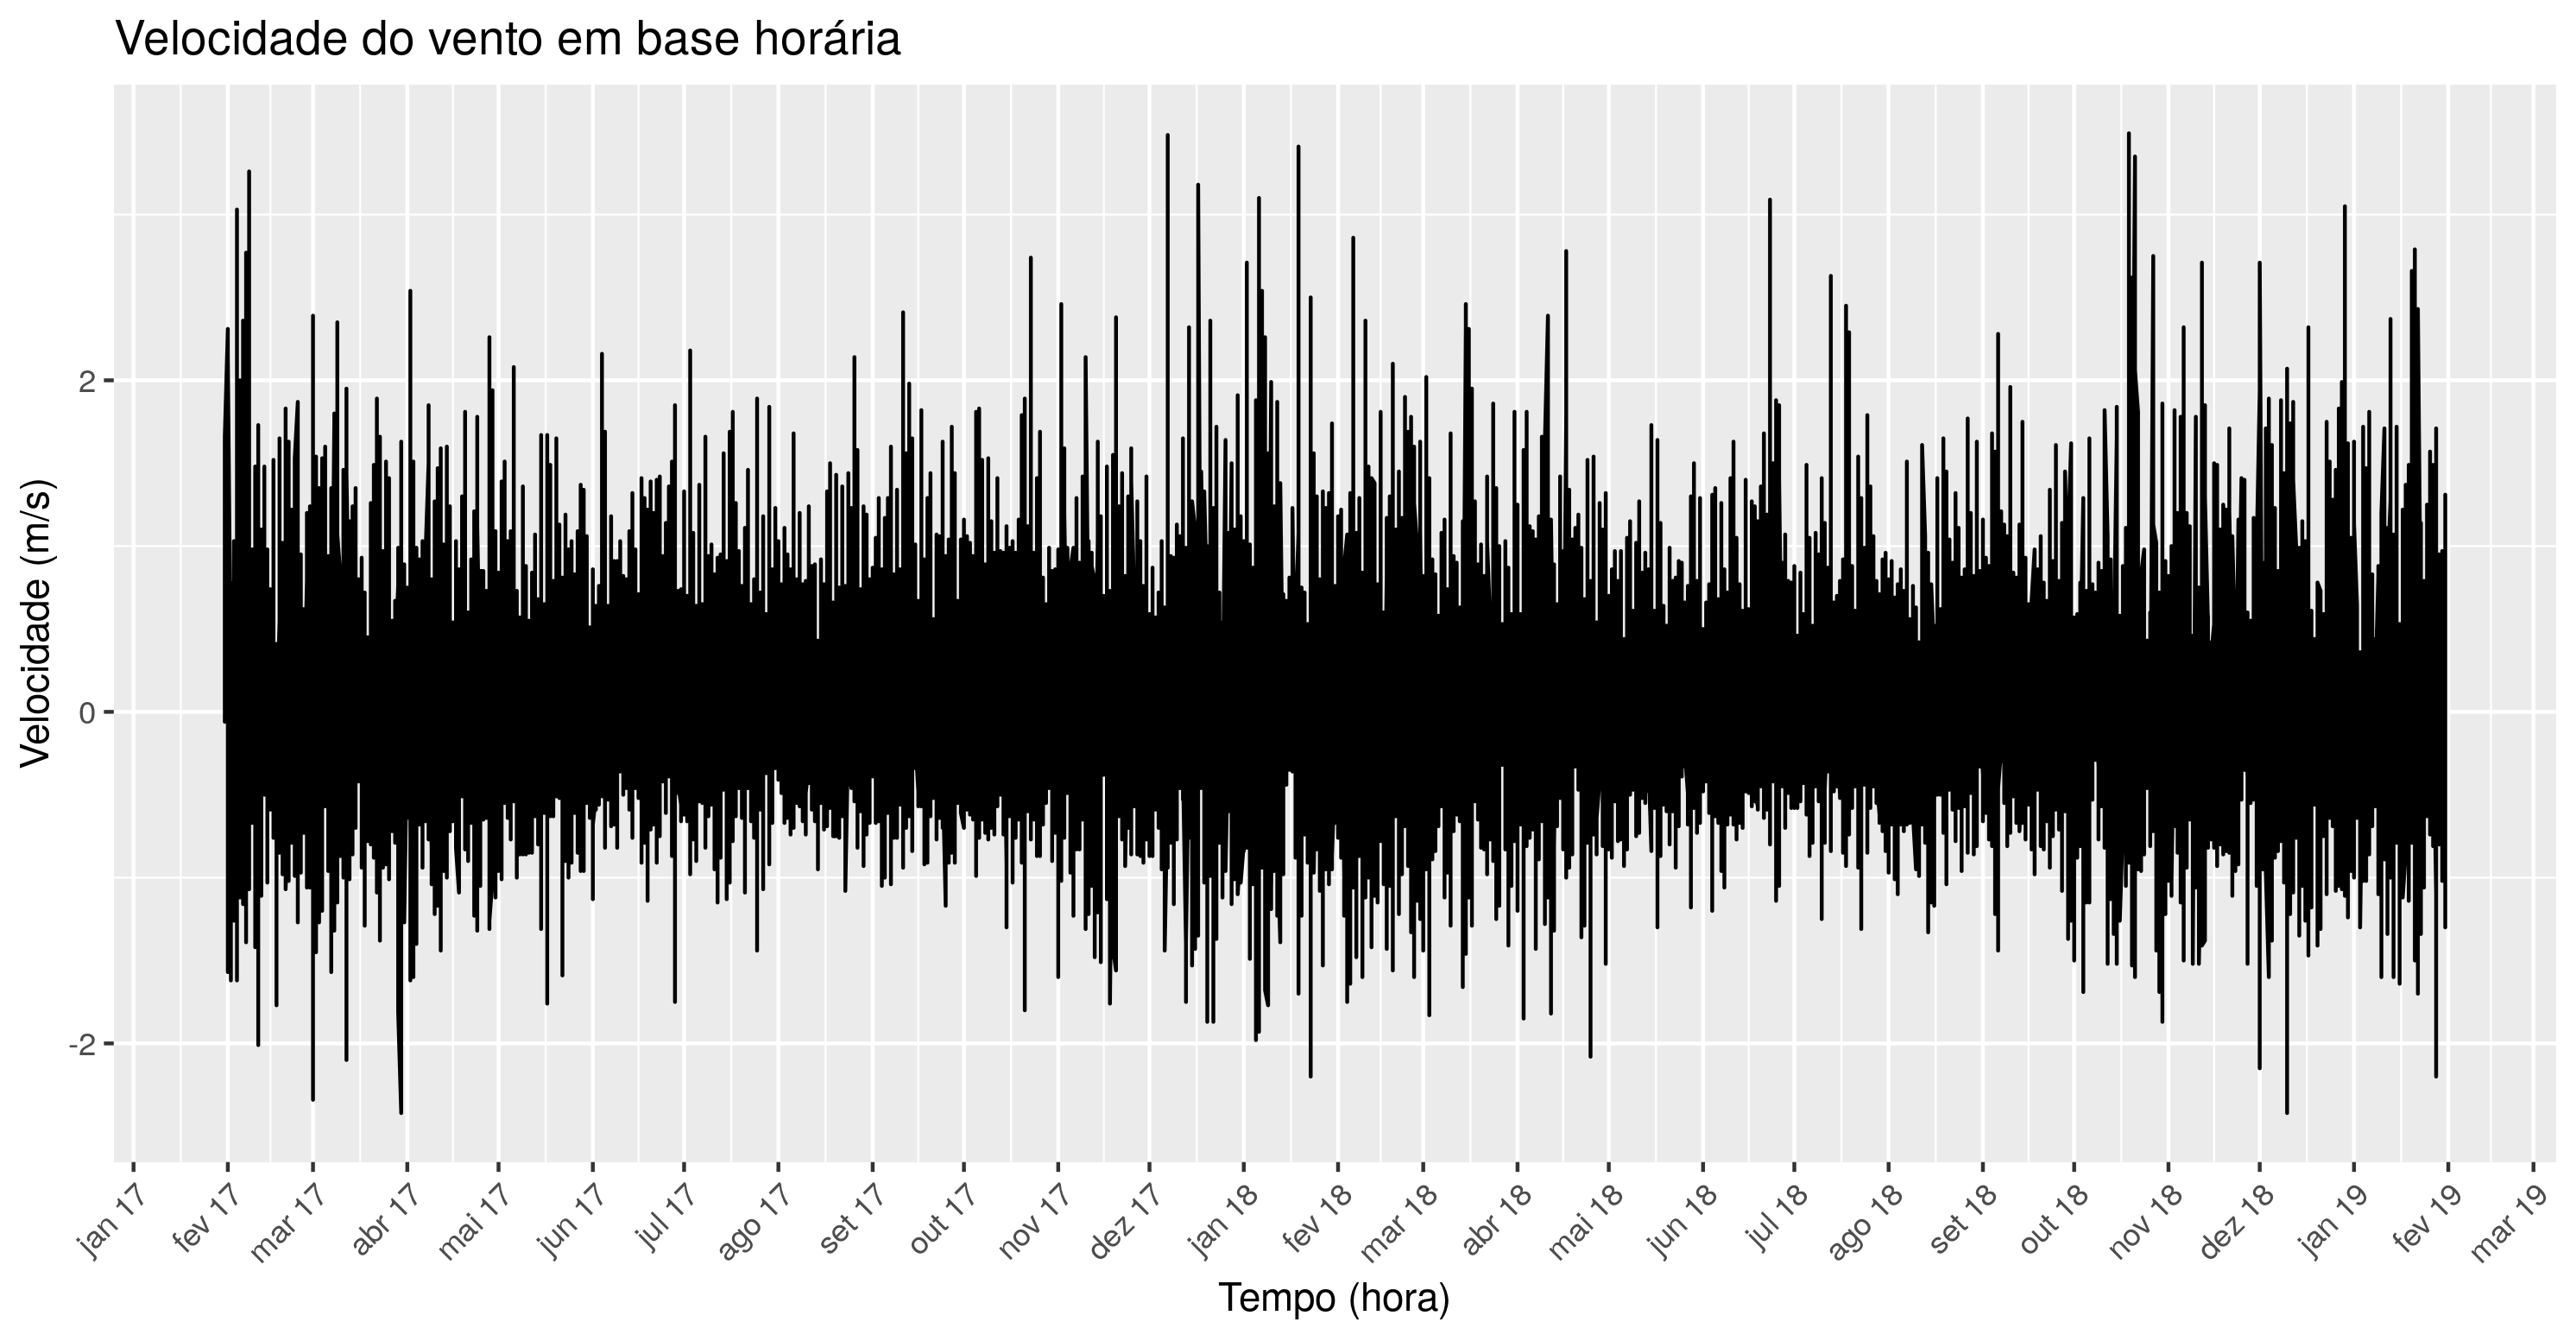 Velocidade do vento em base horária
Velocidade (m/s)
2
0
-2
jan 17
fev 17
mar 17
abr 17
mai 17
jun 17
jul 17
ago 17
set 17
out 17
nov 17
dez 17
jan 18
fev 18
mar 18
abr 18
mai 18
jun 18
jul 18
ago 18
set 18
out 18
nov 18
dez 18
jan 19
fev 19
mar 19
Tempo (hora)